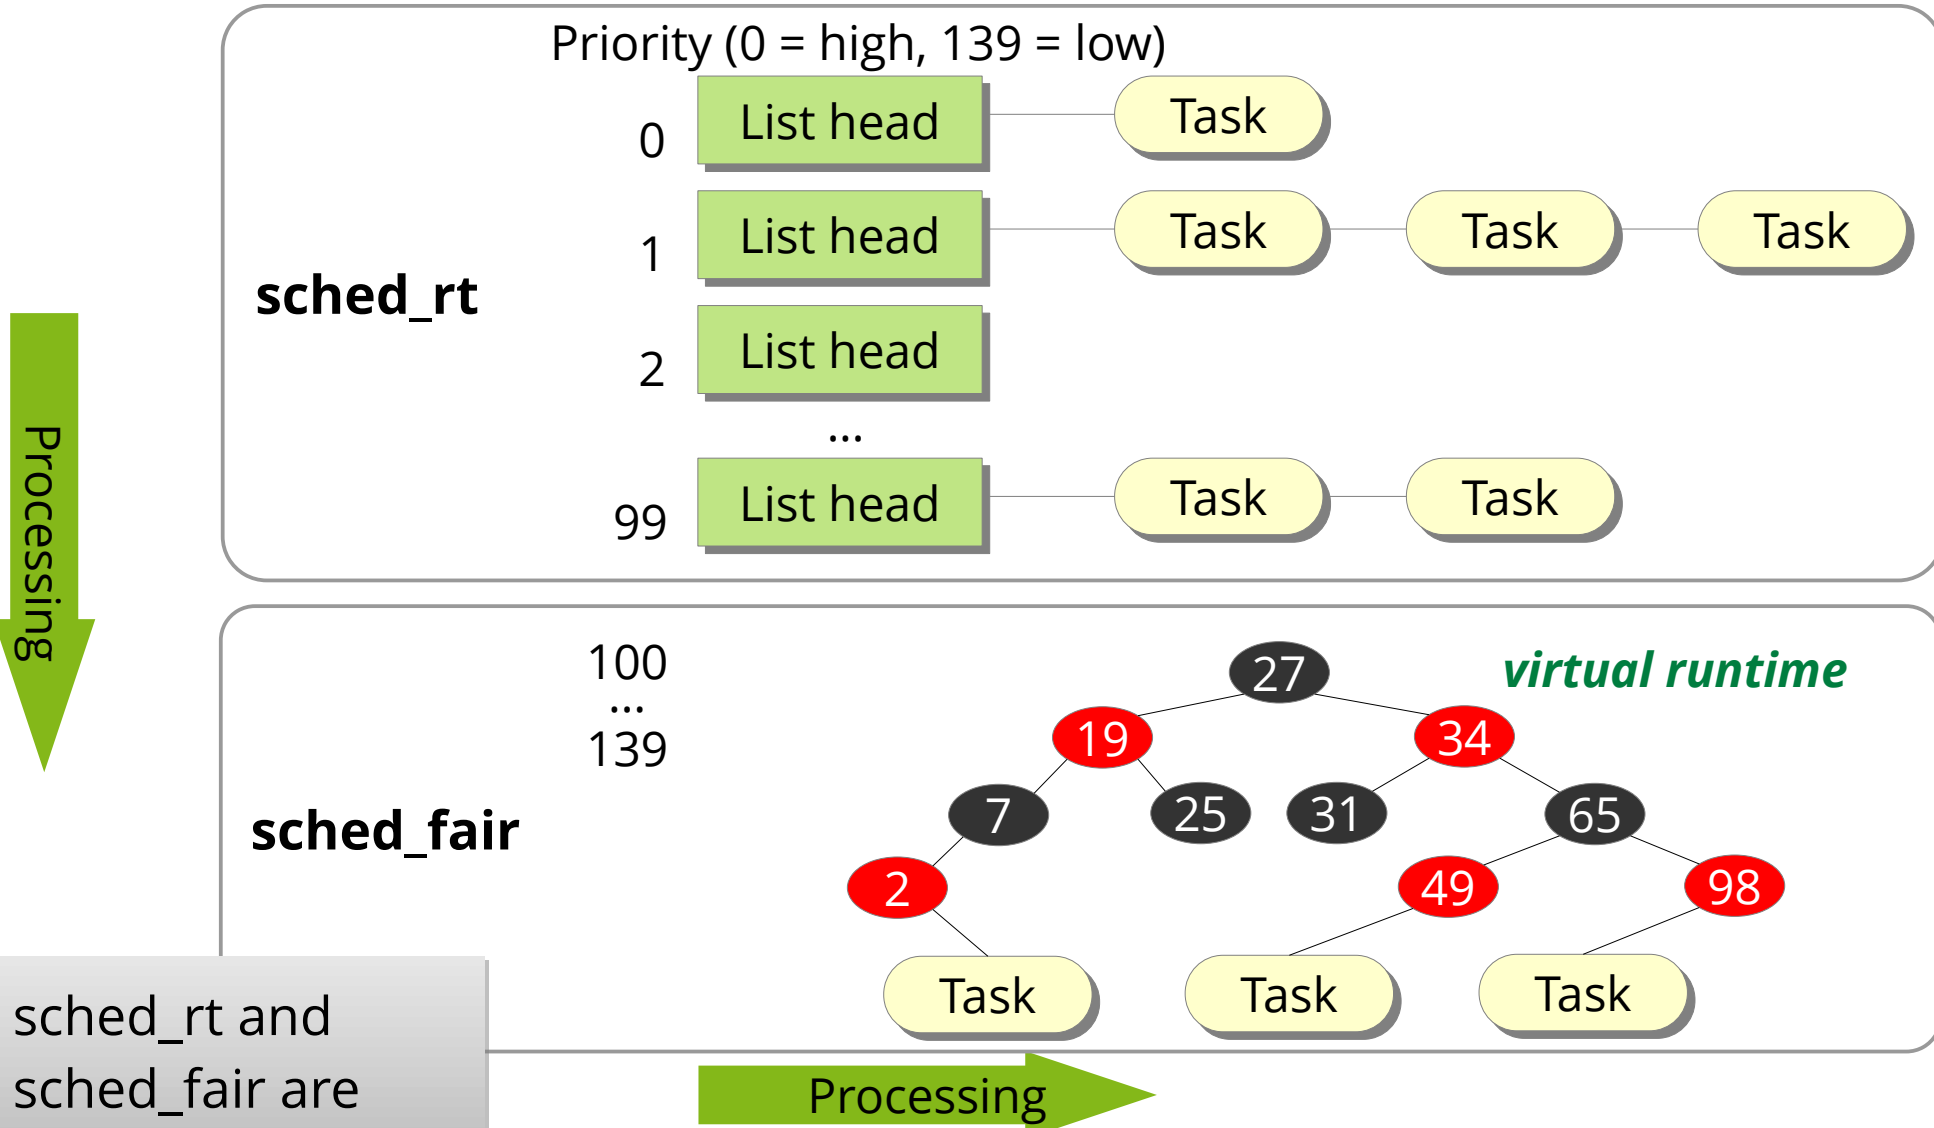 Priority (0 = high, 139 = low)
0 List head Task
1 List head Task Task Task
sched_rt
2 List head
...
99 List head Task Task
Processing
100
...
139
virtual runtime
27
19 34
7 25 31 65
sched_fair
2 49 98
Task Task Task
sched_rt and
sched_fair are
Processing